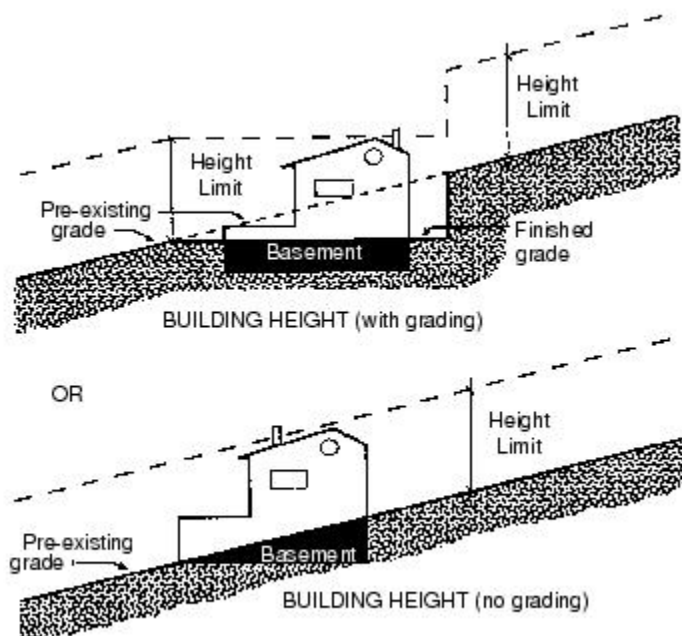 Height
Limit
Height
Limit
Pre-existing
grade
Finished
grade
Basement
BUILDING HEIGHT (with grading)
OR
Height
Limit
Pre-existing
grade
Basement
BUILDING HEIGHT (no grading)